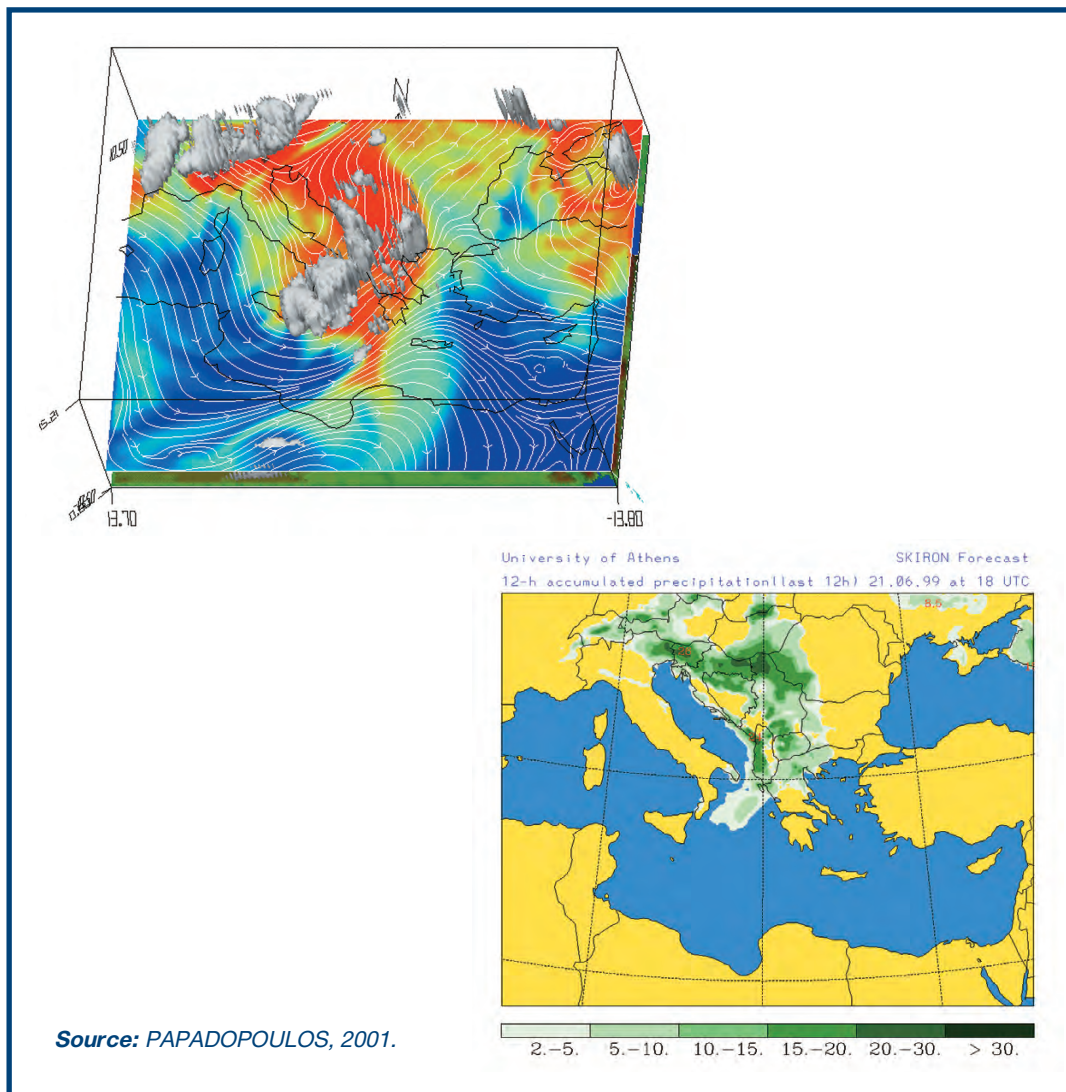 10.50
15.21
13.70
-13.80
University of Athens SKIRON Forecast
12-h accumulated precipitation(last 12h) 21.06.99 at 18 UTC
8.6
2.-5. 5.-10. 10.-15. 15.-20. 20.-30. > 30.
Source: PAPADOPOULOS, 2001.